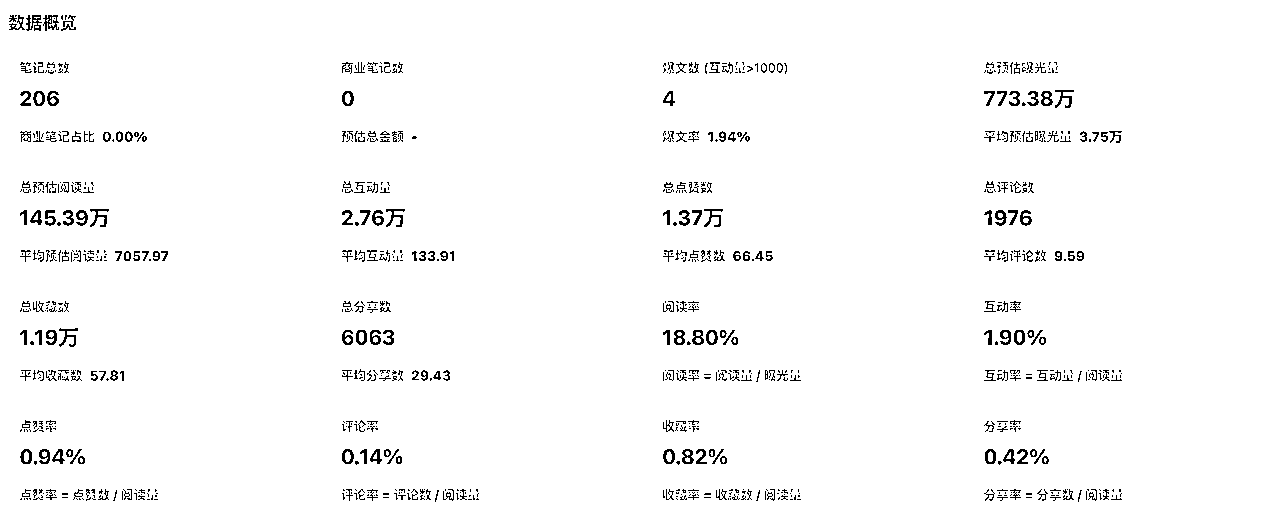 数据概览
笔记总数
206
商业笔记占比 0.00%
商业笔记数
0
预估总金额 -
爆文数 (互动量>1000)
4
爆文率 1.94%
总预估曝光量
773.38万
平均预估曝光量 3.75万
总预估阅读量
145.39万
平均预估阅读量 7057.97
总互动量
2.76万
平均互动量 133.91
总点赞数
1.37万
平均点赞数 66.45
总评论数
1976
平均评论数 9.59
总收藏数
1.19万
平均收藏数 57.81
总分享数
6063
平均分享数 29.43
阅读率
18.80%
阅读率 = 阅读量 / 曝光量
互动率
1.90%
互动率 = 互动量 / 阅读量
点赞率
0.94%
点赞率 = 点赞数 / 阅读量
评论率
0.14%
评论率 = 评论数 / 阅读量
收藏率
0.82%
收藏率 = 收藏数 / 阅读量
分享率
0.42%
分享率 = 分享数 / 阅读量